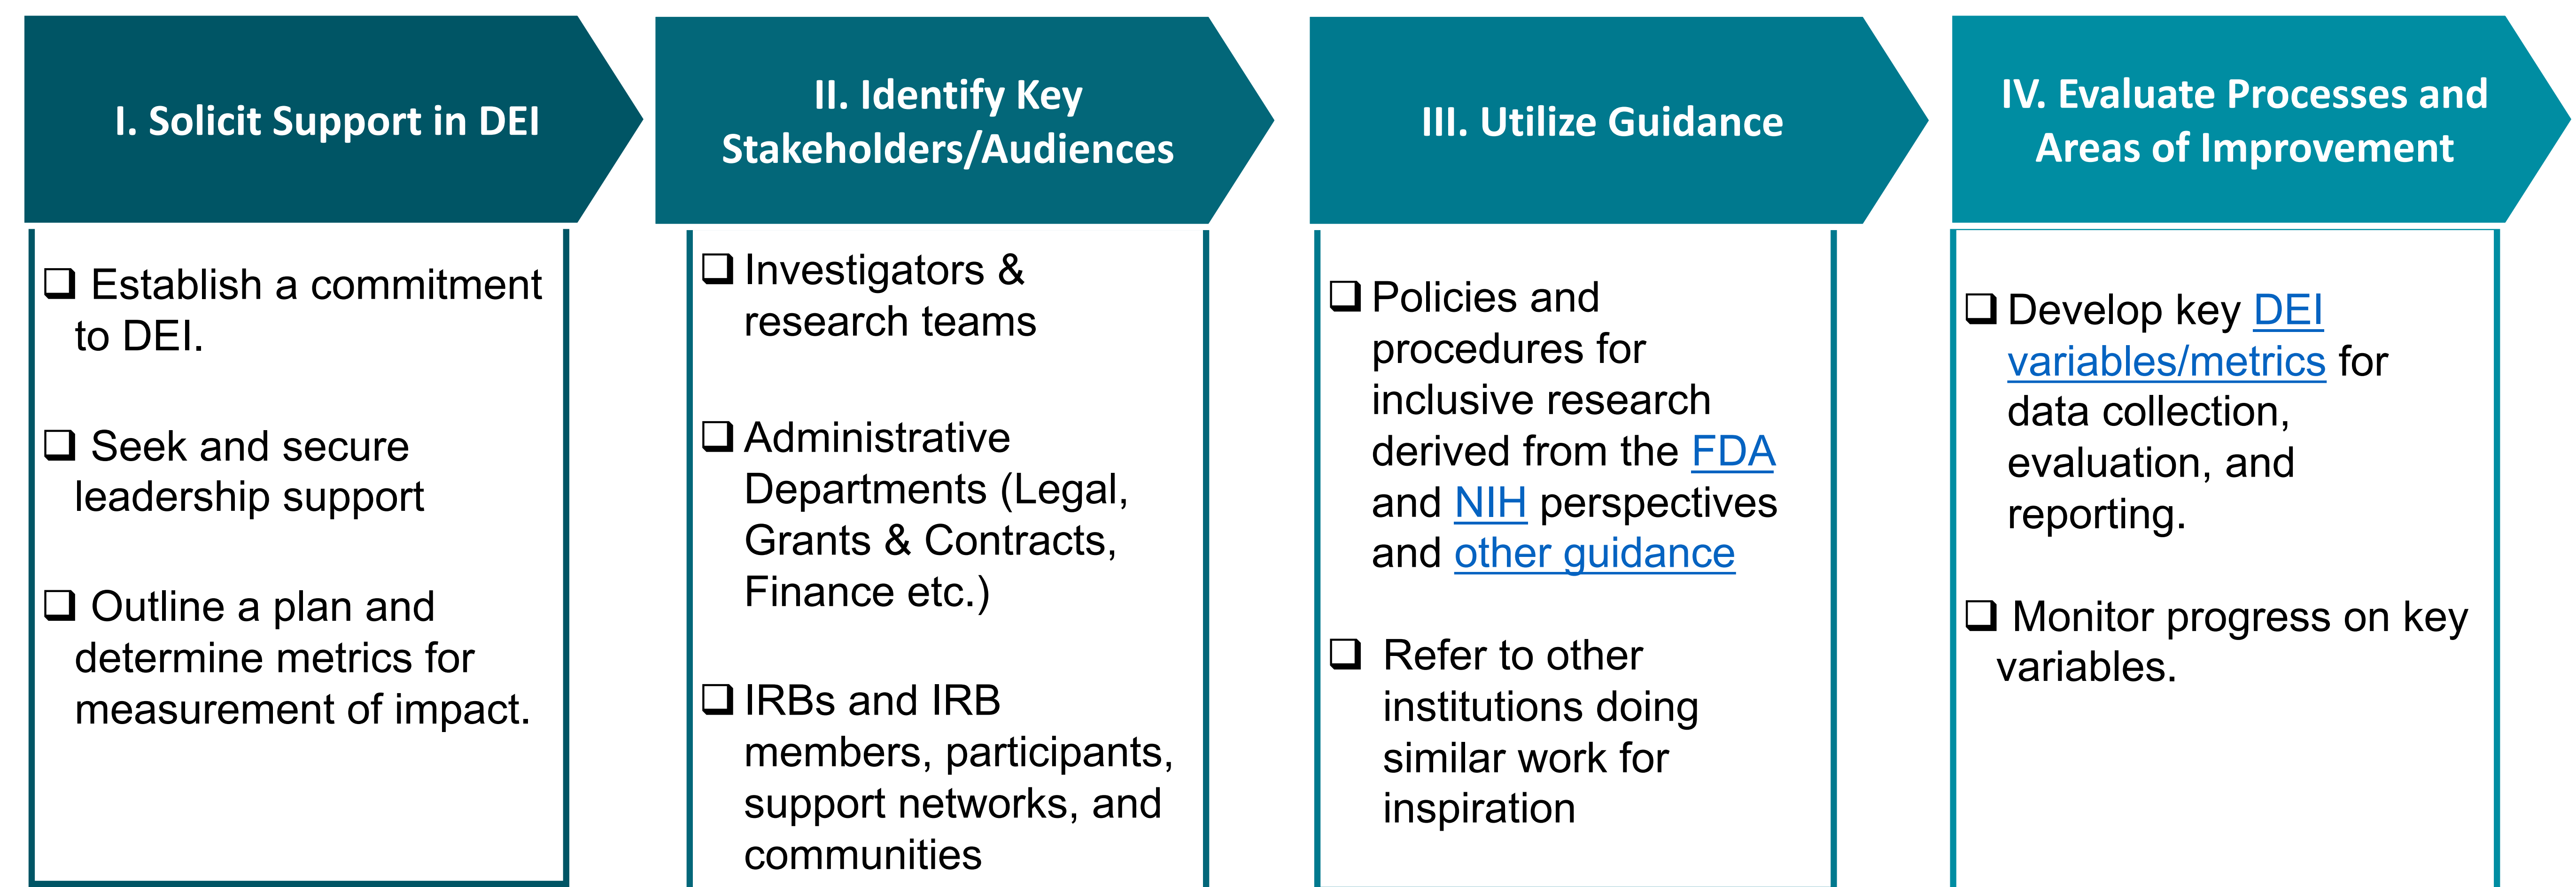 I. Solicit Support in DEI
❑ Establish a commitment
to DEI.
❑ Seek and secure
leadership support
❑ Outline a plan and
determine metrics for
measurement of impact.
II. Identify Key
Stakeholders/Audiences
❑ Investigators &
research teams
❑ Administrative
Departments (Legal,
Grants & Contracts,
Finance etc.)
❑ IRBs and IRB
members, participants,
support networks, and
communities
III. Utilize Guidance
❑ Policies and
procedures for
inclusive research
derived from the FDA
and NIH perspectives
and other guidance
❑ Refer to other
institutions doing
similar work for
inspiration
IV. Evaluate Processes and
Areas of Improvement
❑ Develop key DEI
variables/metrics for
data collection,
evaluation, and
reporting.
❑ Monitor progress on key
variables.